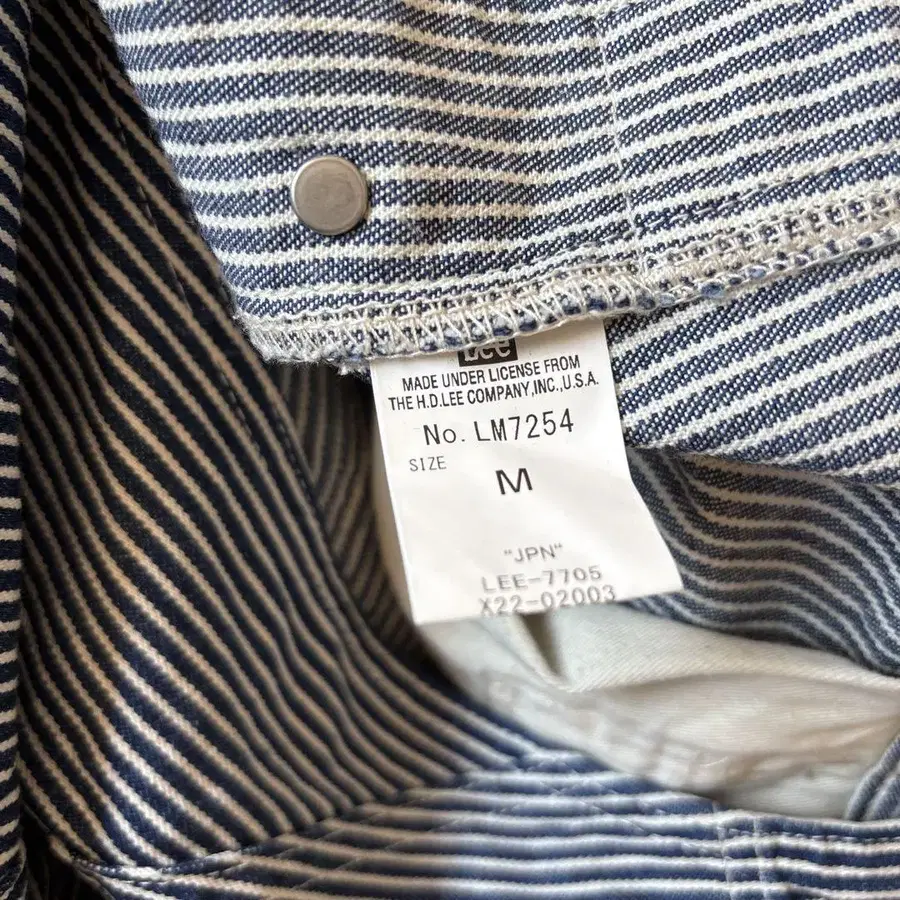 Lee
MADE UNDER LICENSE FROM
THE H.D.LEE COMPANY,INC.,U.S.A.
No. LM7254
SIZE
M
"JPN"
LEE-7705
X22-02003